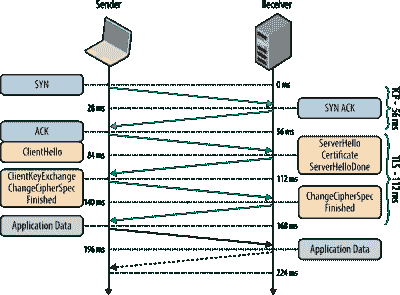 Sender
Receiver
SYN
0 ms
28 ms
SYN ACK
TCP - 56 ms
ACK
56 ms
ClientHello
84 ms
ServerHello
Certificate
ServerHelloDone
TLS - 112 ms
ClientKeyExchange
ChangeCipherSpec
Finished
112 ms
140 ms
ChangeCipherSpec
Finished
Application Data
168 ms
196 ms
Application Data
224 ms